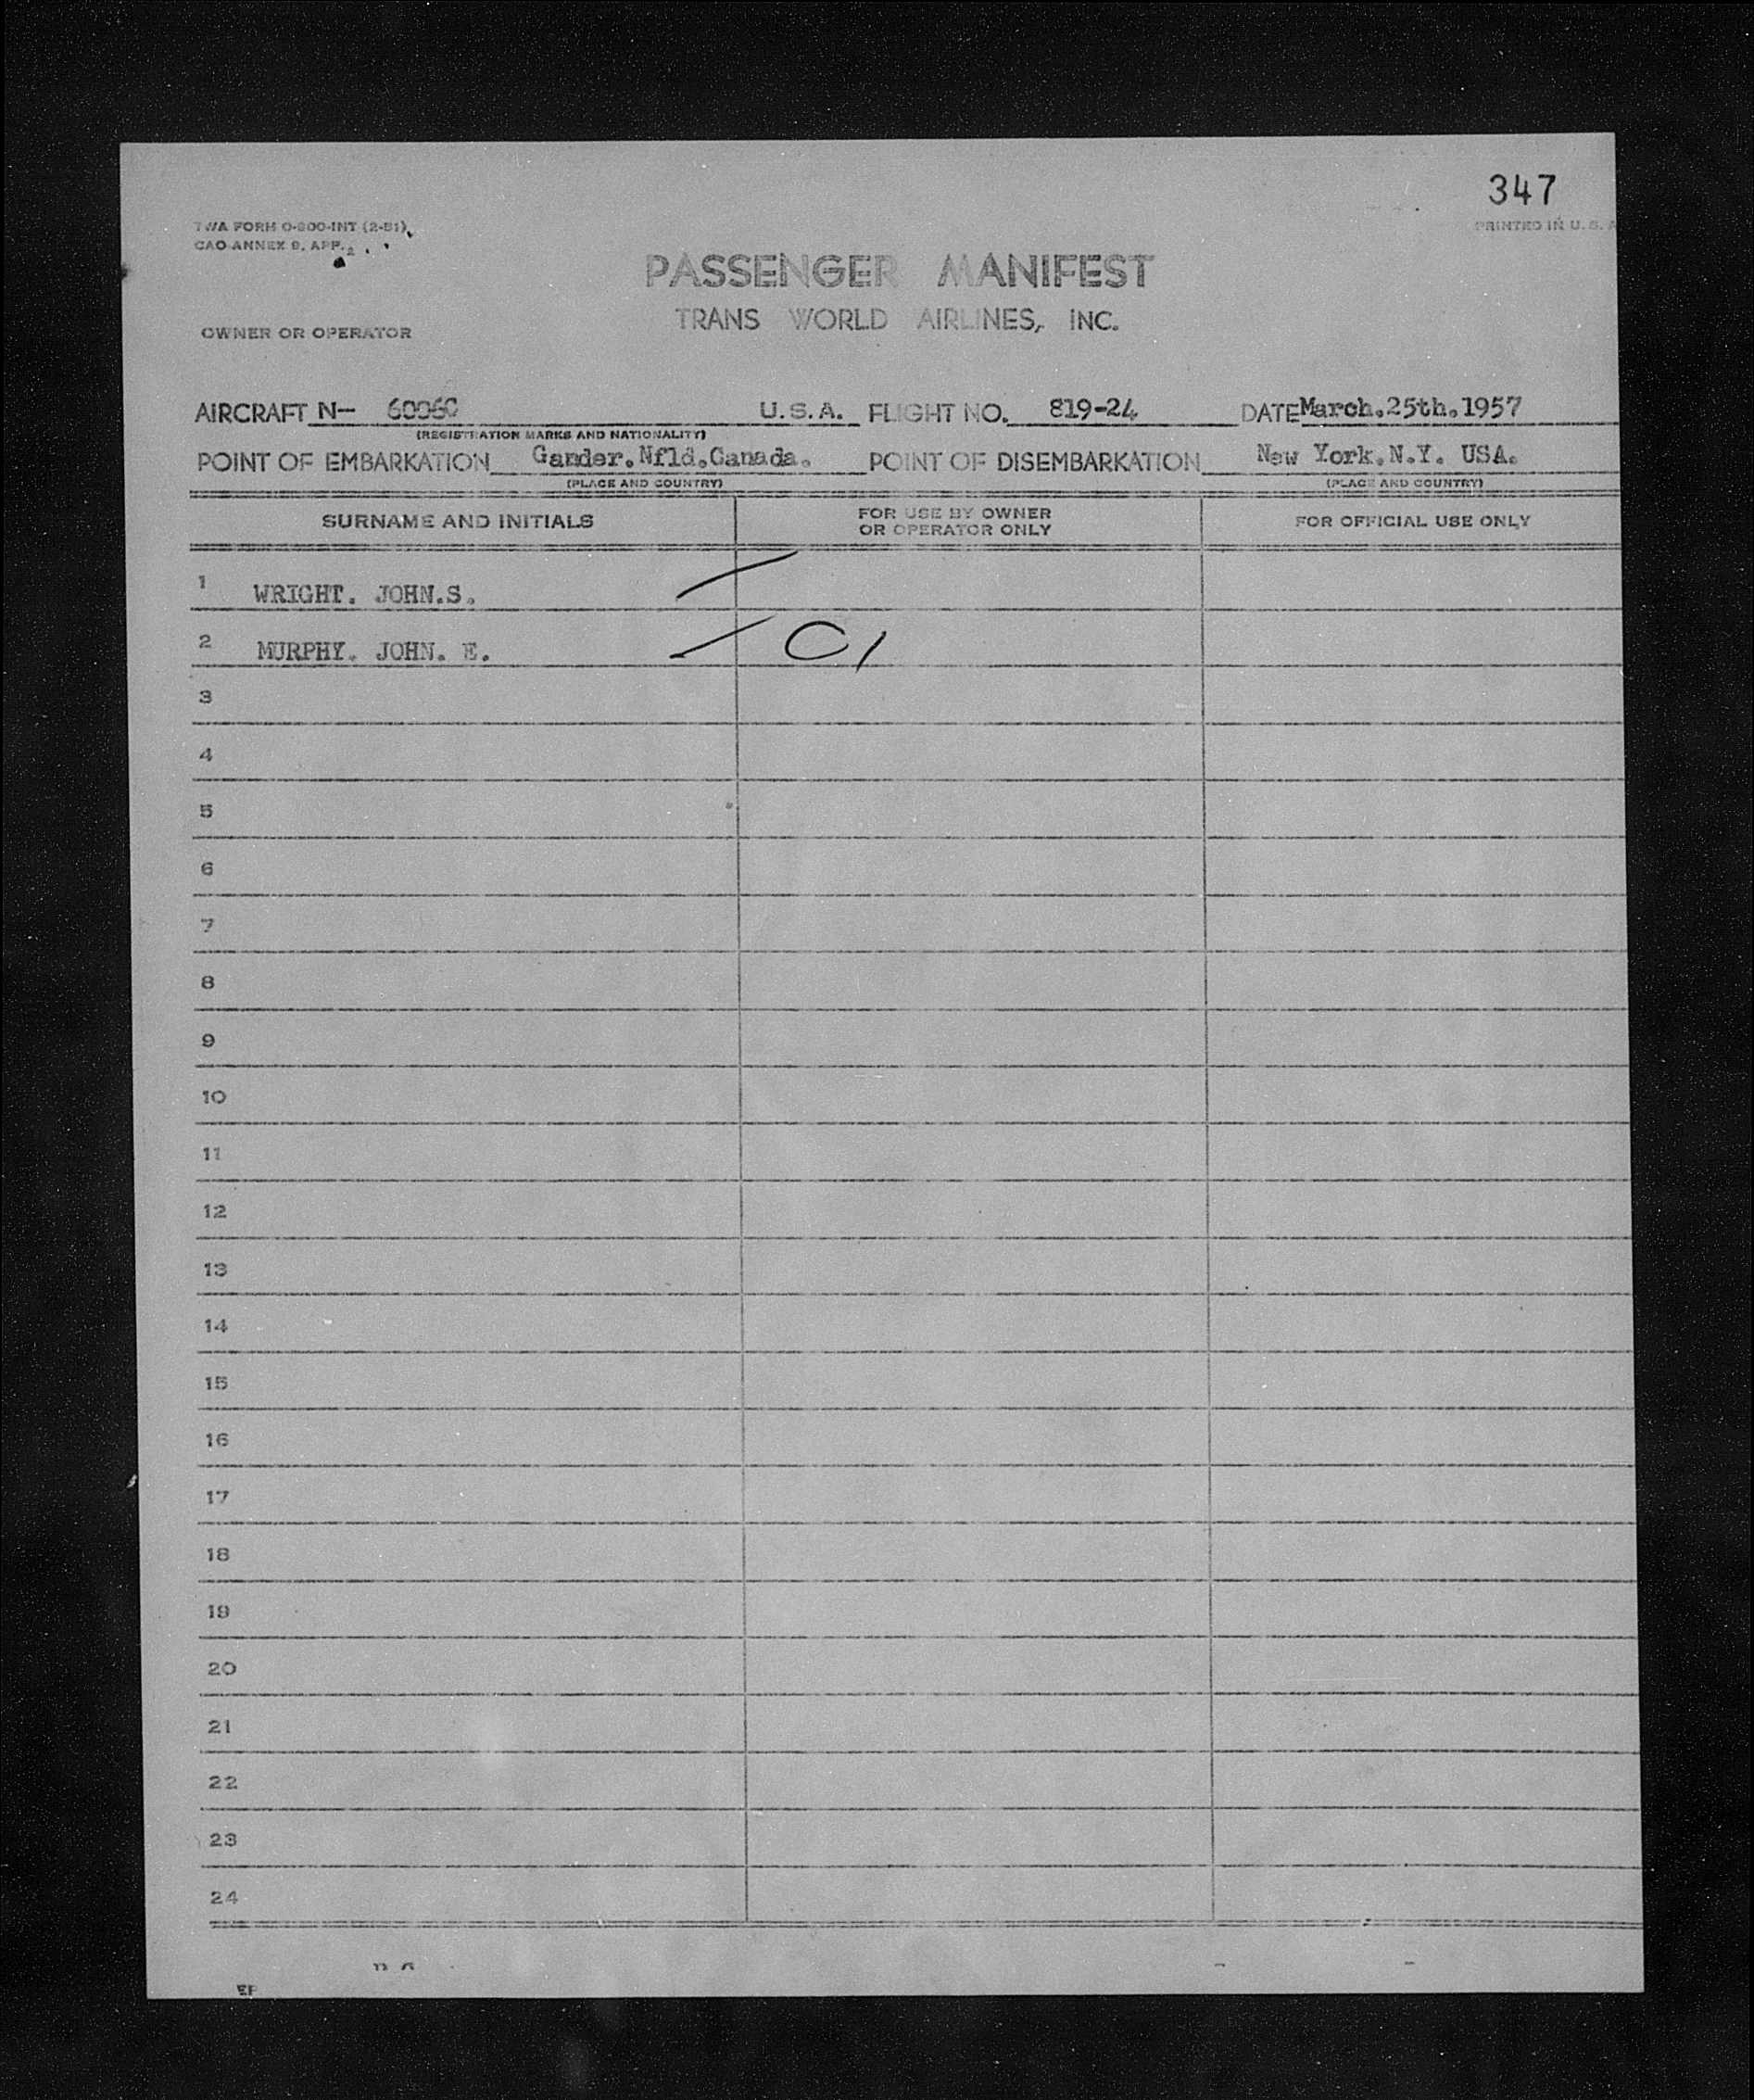 347
TWA FORM O-800-INT (2-51)
PRINTED IN U. S. A
CAO ANNEX 9, APP. 2
PASSENGER MANIFEST
TRANS WORLD AIRLINES, INC.
OWNER OR OPERATOR
AIRCRAFT N- U.S.A. FLIGHT NO. 819-24 DATE March.25th.1957
(REGISTRATION MARKS AND NATIONALITY)
POINT OF EMBARKATION Gander.Nfld.Canada. POINT OF DISEMBARKATION New York.N.Y. USA.
(PLACE AND COUNTRY) (PLACE AND COUNTRY)
SURNAME AND INITIALS FOR USE BY OWNER OR OPERATOR ONLY FOR OFFICIAL USE ONLY
1 WRIGHT. JOHN.S.
2 MURPHY. JOHN. E.
3
4
5
6
7
8
9
10
11
12
13
14
15
16
17
18
19
20
21
22
23
24